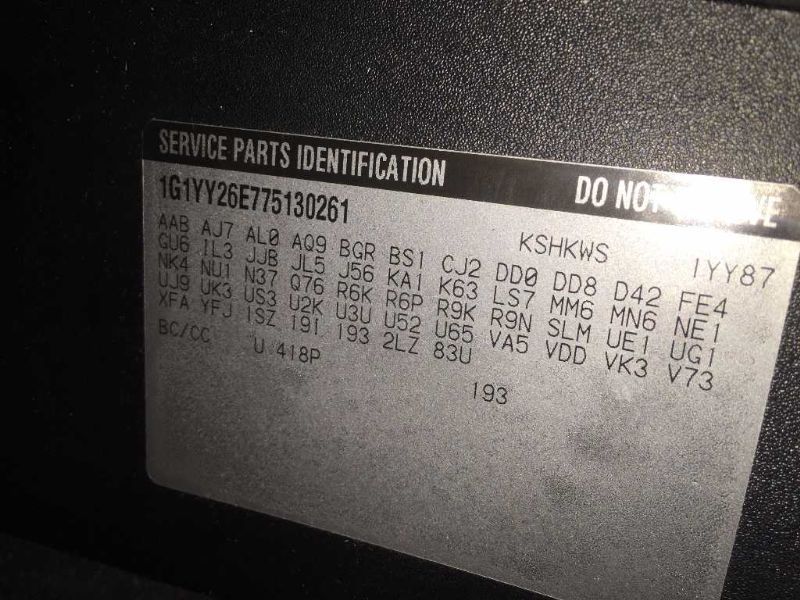 SERVICE PARTS IDENTIFICATION DO NOT
1G1YY26E775130261 KSHKWS 1YY87
AAB AJ7 AL0 AQ9 BGR BS1 CJ2 DD0 DD8 D42 FE4
GU6 IL3 JJB JL5 J56 KA1 K63 LS7 MM6 MN6 NE1
NK4 NU1 N37 Q76 R6K R6P R9K R9N SLM UE1 UG1
UJ9 UK3 US3 U2K U3U U52 U65 VA5 VDD VK3 V73
XFA YFJ 1SZ 191 193 2LZ 83U
BC/CC U 418P 193